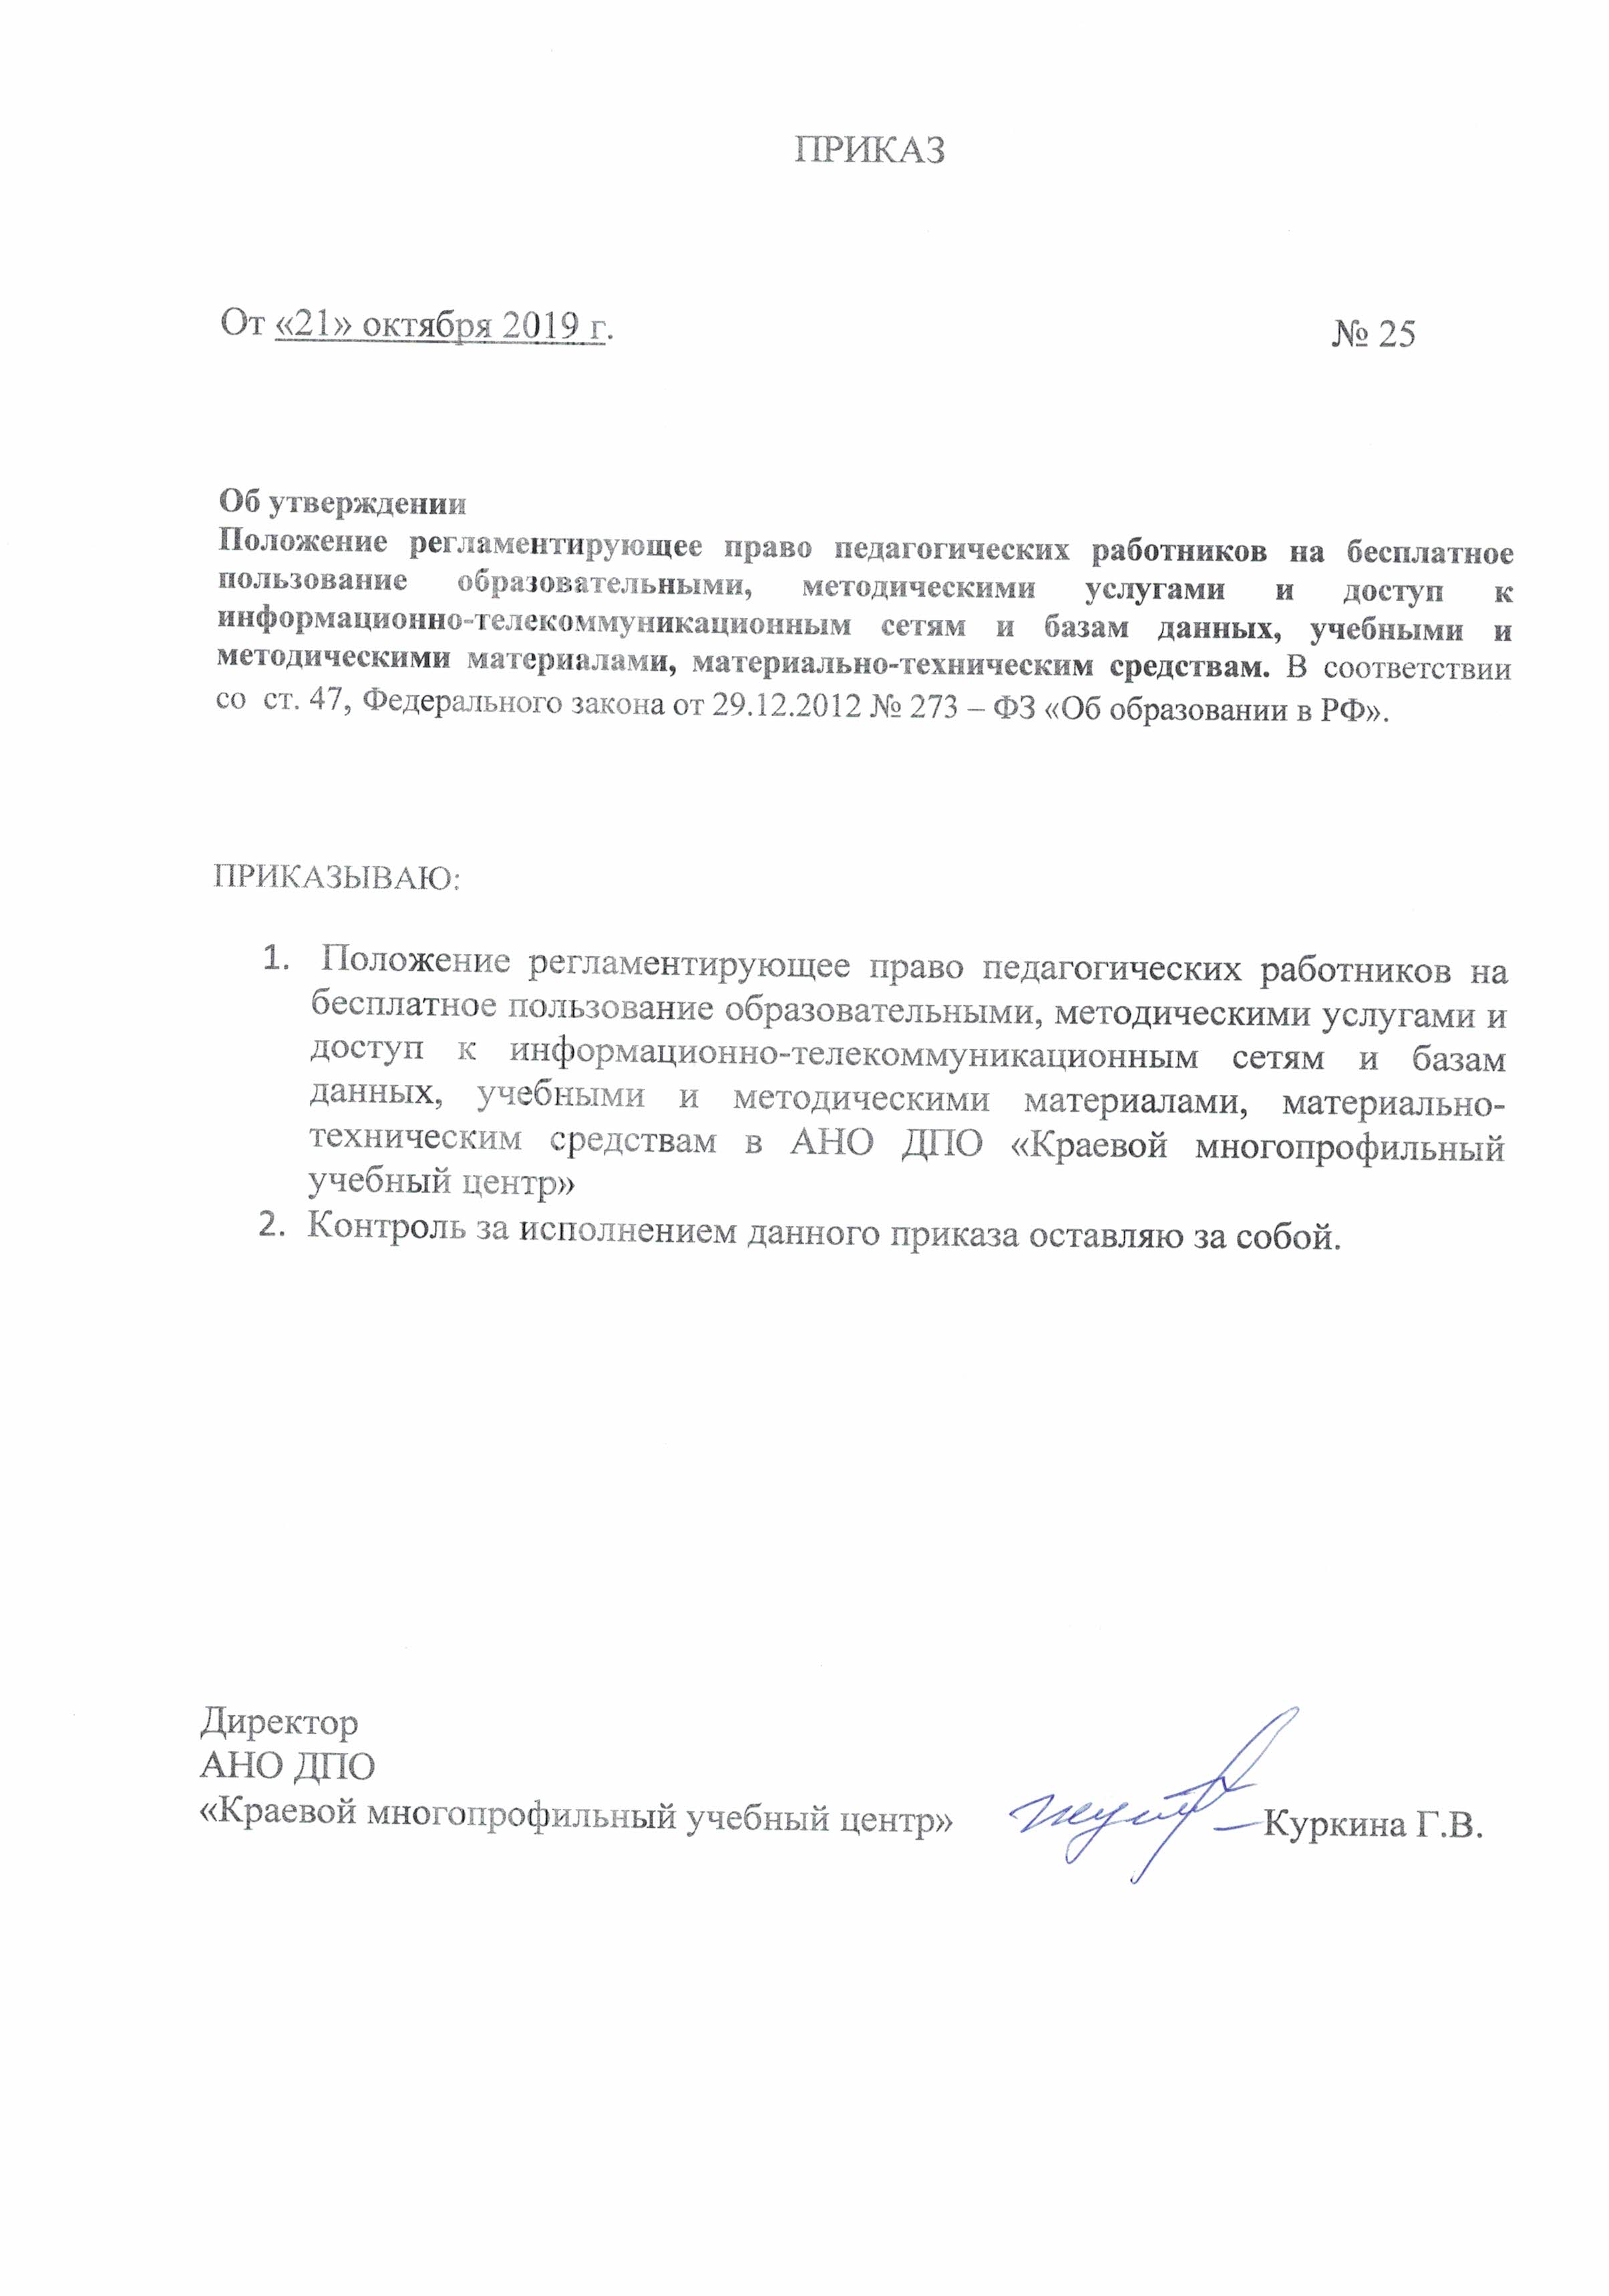 ПРИКАЗ
От «21» октября 2019 г. № 25
Об утверждении
Положение регламентирующее право педагогических работников на бесплатное
пользование образовательными, методическими услугами и доступ к
информационно-телекоммуникационным сетям и базам данных, учебными и
методическими материалами, материально-техническим средствам. В соответствии
со ст. 47, Федерального закона от 29.12.2012 № 273 – ФЗ «Об образовании в РФ».
ПРИКАЗЫВАЮ:
1. Положение регламентирующее право педагогических работников на
бесплатное пользование образовательными, методическими услугами и
доступ к информационно-телекоммуникационным сетям и базам
данных, учебными и методическими материалами, материально-
техническим средствам в АНО ДПО «Краевой многопрофильный
учебный центр»
2. Контроль за исполнением данного приказа оставляю за собой.
Директор
АНО ДПО
«Краевой многопрофильный учебный центр» Куркина Г.В.